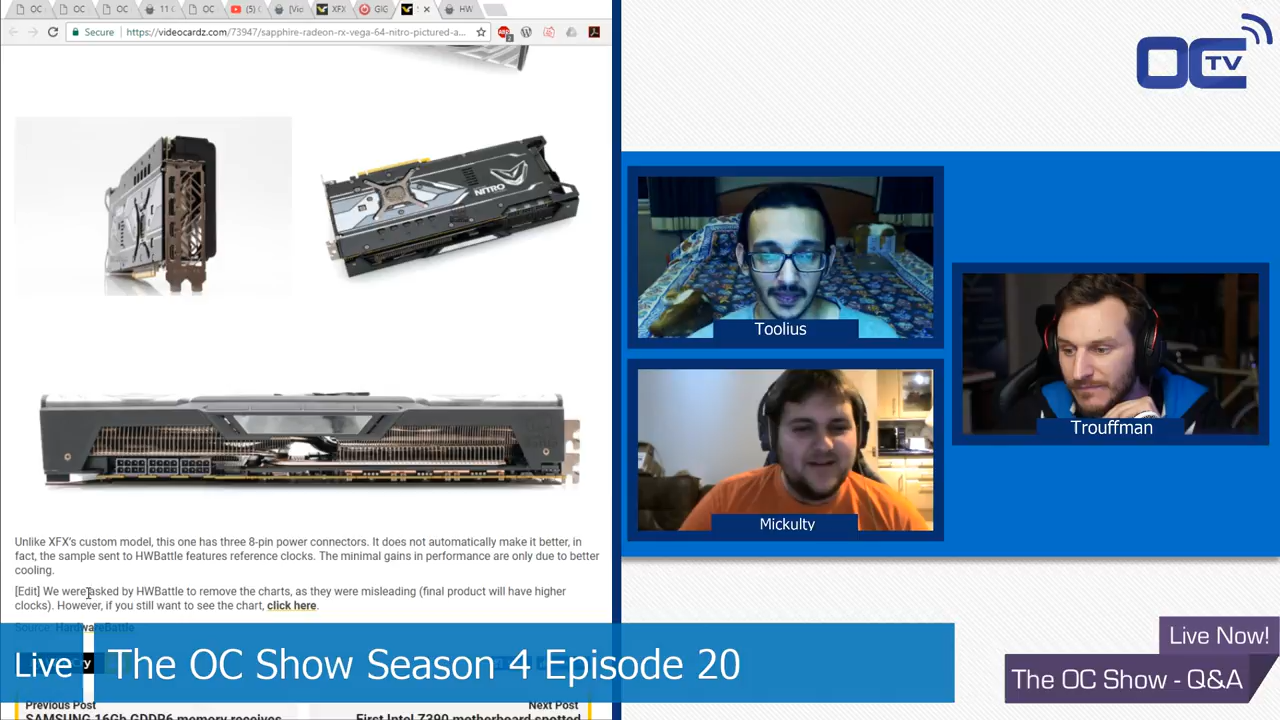 OC
OC
OC
11
OC
(5)
[Vic
XFX
GIG
HW
Secure
https://videocardz.com/73947/sapphire-radeon-rx-vega-64-nitro-pictured-a...
OC TV
NITRO
Toolius
Mickulty
Trouffman
Unlike XFX's custom model, this one has three 8-pin power connectors. It does not automatically make it better, in
fact, the sample sent to HWBattle features reference clocks. The minimal gains in performance are only due to better
cooling.
[Edit] We were asked by HWBattle to remove the charts, as they were misleading (final product will have higher
clocks). However, if you still want to see the chart, click here.
Source: HardwareBattle
Live
The OC Show Season 4 Episode 20
Live Now!
The OC Show - Q&A
Previous Post
Next Post
SAMSUNG 16Gb GDDR6 memory receives
First Intel Z390 motherboard spotted